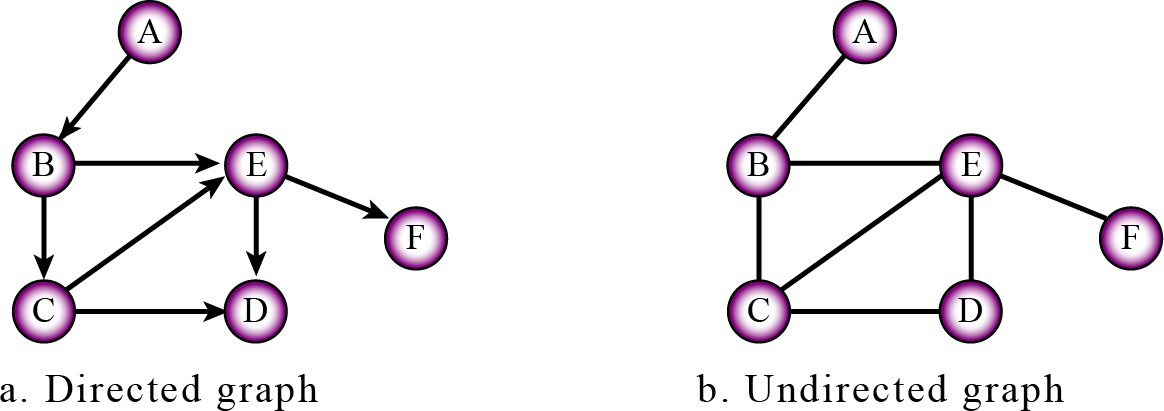 A
A
B
E
B
E
F
F
C
D
C
D
a. Directed graph
b. Undirected graph